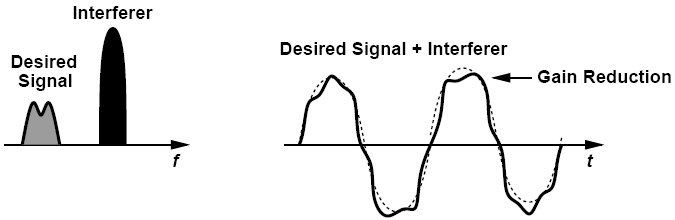 Interferer
Desired
Signal
f
Desired Signal + Interferer
Gain Reduction
t